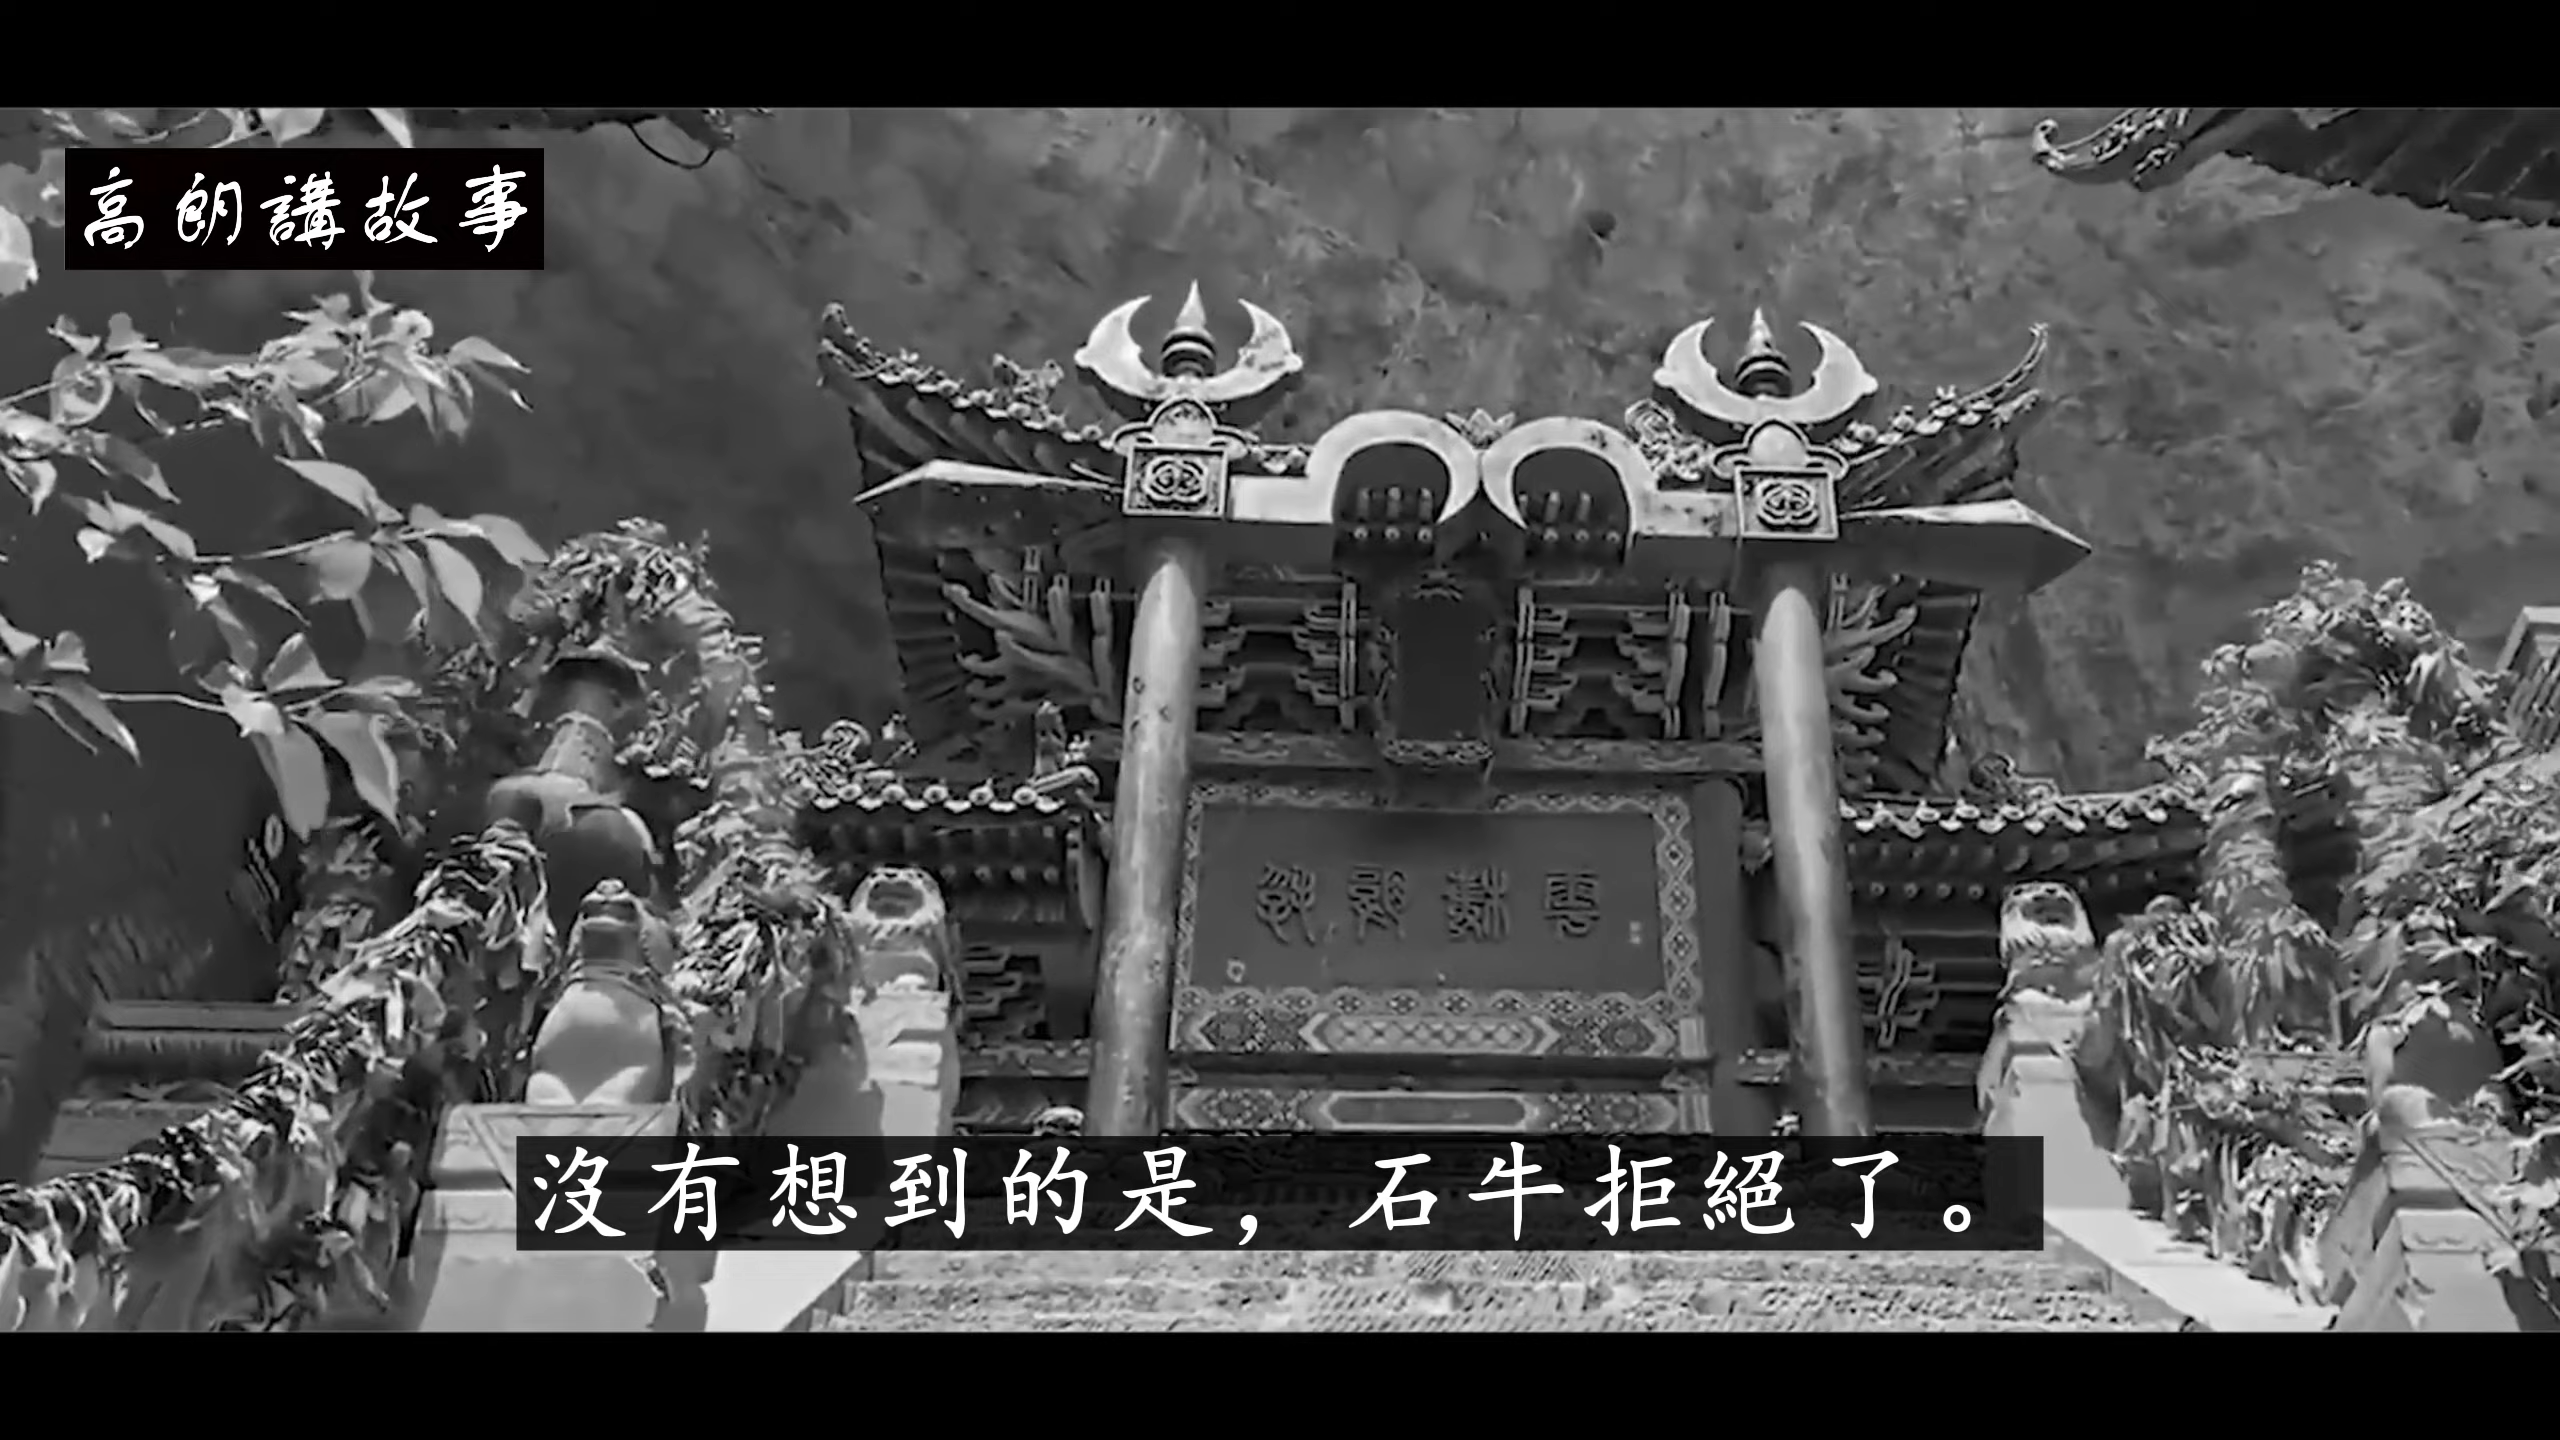 高朗講故事
沒有想到的是，石牛拒絕了。